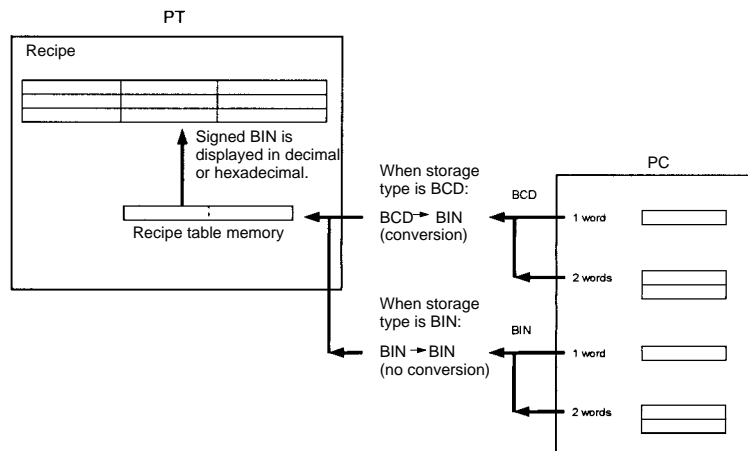 PT
Recipe
Signed BIN is
displayed in decimal
or hexadecimal.
Recipe table memory
When storage
type is BCD:
BCD → BIN
(conversion)
When storage
type is BIN:
BIN → BIN
(no conversion)
BCD
BIN
PC
1 word
2 words
1 word
2 words